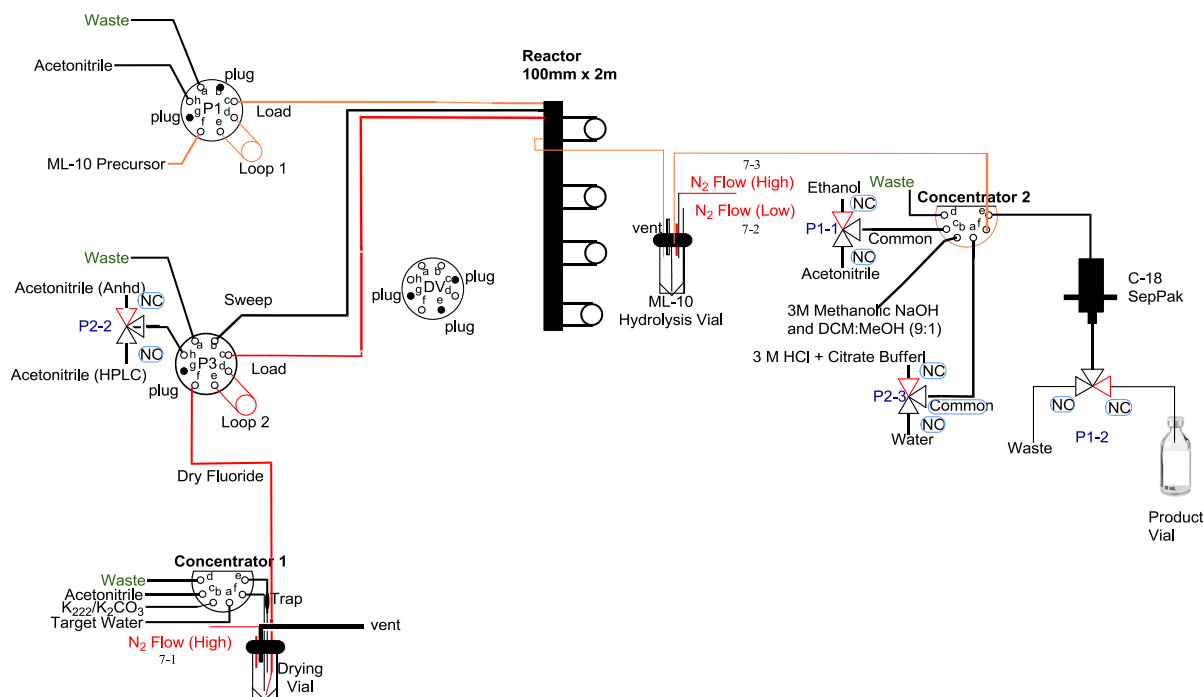 Waste
Acetonitrile
plug
a
b
h
P1
c
g
d
f
e
plug
Load
ML-10 Precursor
Loop 1
Reactor
100mm x 2m
Waste
Acetonitrile (Anhd)
NC
P2-2
NO
Acetonitrile (HPLC)
Sweep
a
b
h
P3
c
g
d
f
e
plug
Load
Loop 2
Dry Fluoride
a
b
h
c
DV
g
d
f
e
plug
plug
plug
7-3
N2 Flow (High)
N2 Flow (Low)
7-2
vent
ML-10
Hydrolysis Vial
Ethanol
NC
P1-1
Common
NO
Acetonitrile
Waste
Concentrator 2
d
e
c
b
a
f
3M Methanolic NaOH
and DCM:MeOH (9:1)
3 M HCl + Citrate Buffer
NC
P2-3
Common
NO
Water
C-18
SepPak
NO
NC
Waste
P1-2
Product
Vial
Concentrator 1
Waste
Acetonitrile
K222/K2CO3
Target Water
d
e
c
b
a
f
Trap
N2 Flow (High)
7-1
vent
Drying
Vial